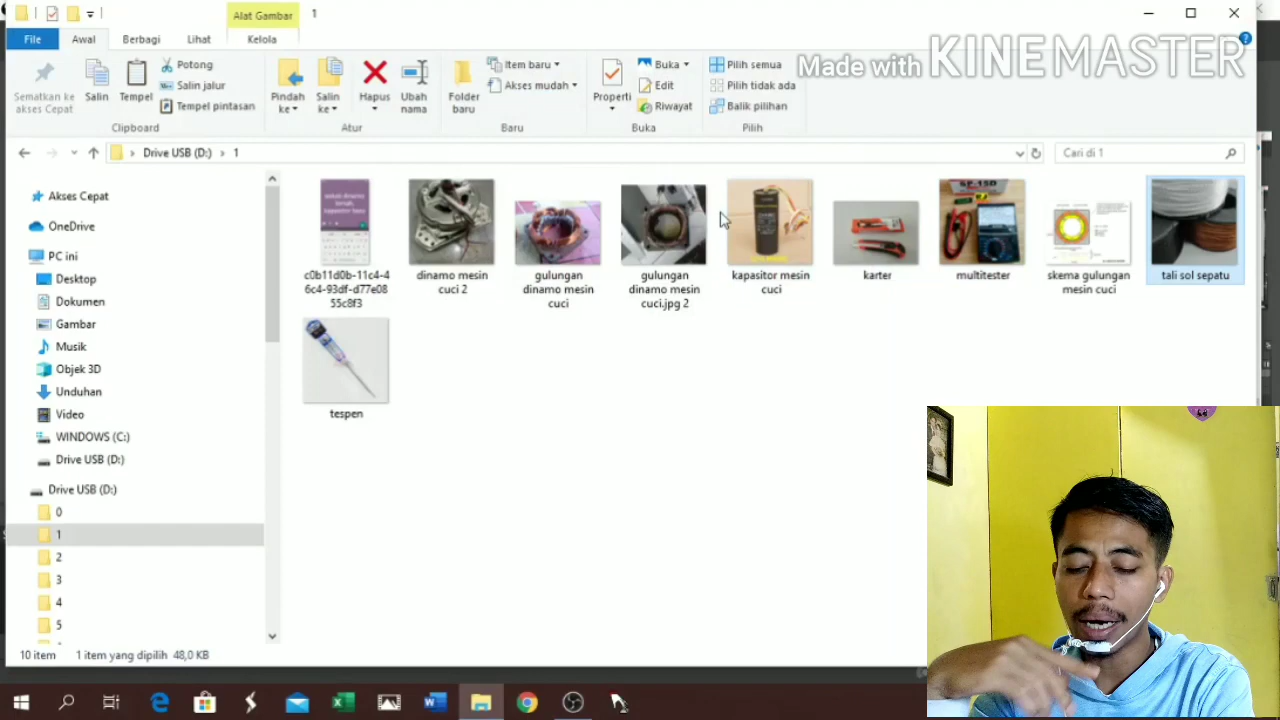 Alat Gambar
1
Made with KINEMASTER
File
Awal
Berbagi
Lihat
Kelola
Sematkan ke akses Cepat
Salin
Tempel
Potong
Salin jalur
Tempel pintasan
Clipboard
Pindah ke
Salin ke
Hapus
Ubah nama
Atur
Folder baru
Item baru
Akses mudah
Baru
Properti
Buka
Edit
Riwayat
Buka
Pilih semua
Pilih tidak ada
Balik pilihan
Pilih
Drive USB (D:) > 1
Cari di 1
Akses Cepat
OneDrive
PC ini
Desktop
Dokumen
Gambar
Musik
Objek 3D
Unduhan
Video
WINDOWS (C:)
Drive USB (D:)
Drive USB (D:)
0
1
2
3
4
5
c0b11d0b-11c4-4
6c4-93df-d77e08
55c8f3
dinamo mesin
cuci 2
gulungan
dinamo mesin
cuci
gulungan
dinamo mesin
cuci.jpg 2
kapasitor mesin
cuci
karter
multitester
skema gulungan
mesin cuci
tali sol sepatu
tespen
10 item
1 item yang dipilih 48,0 KB